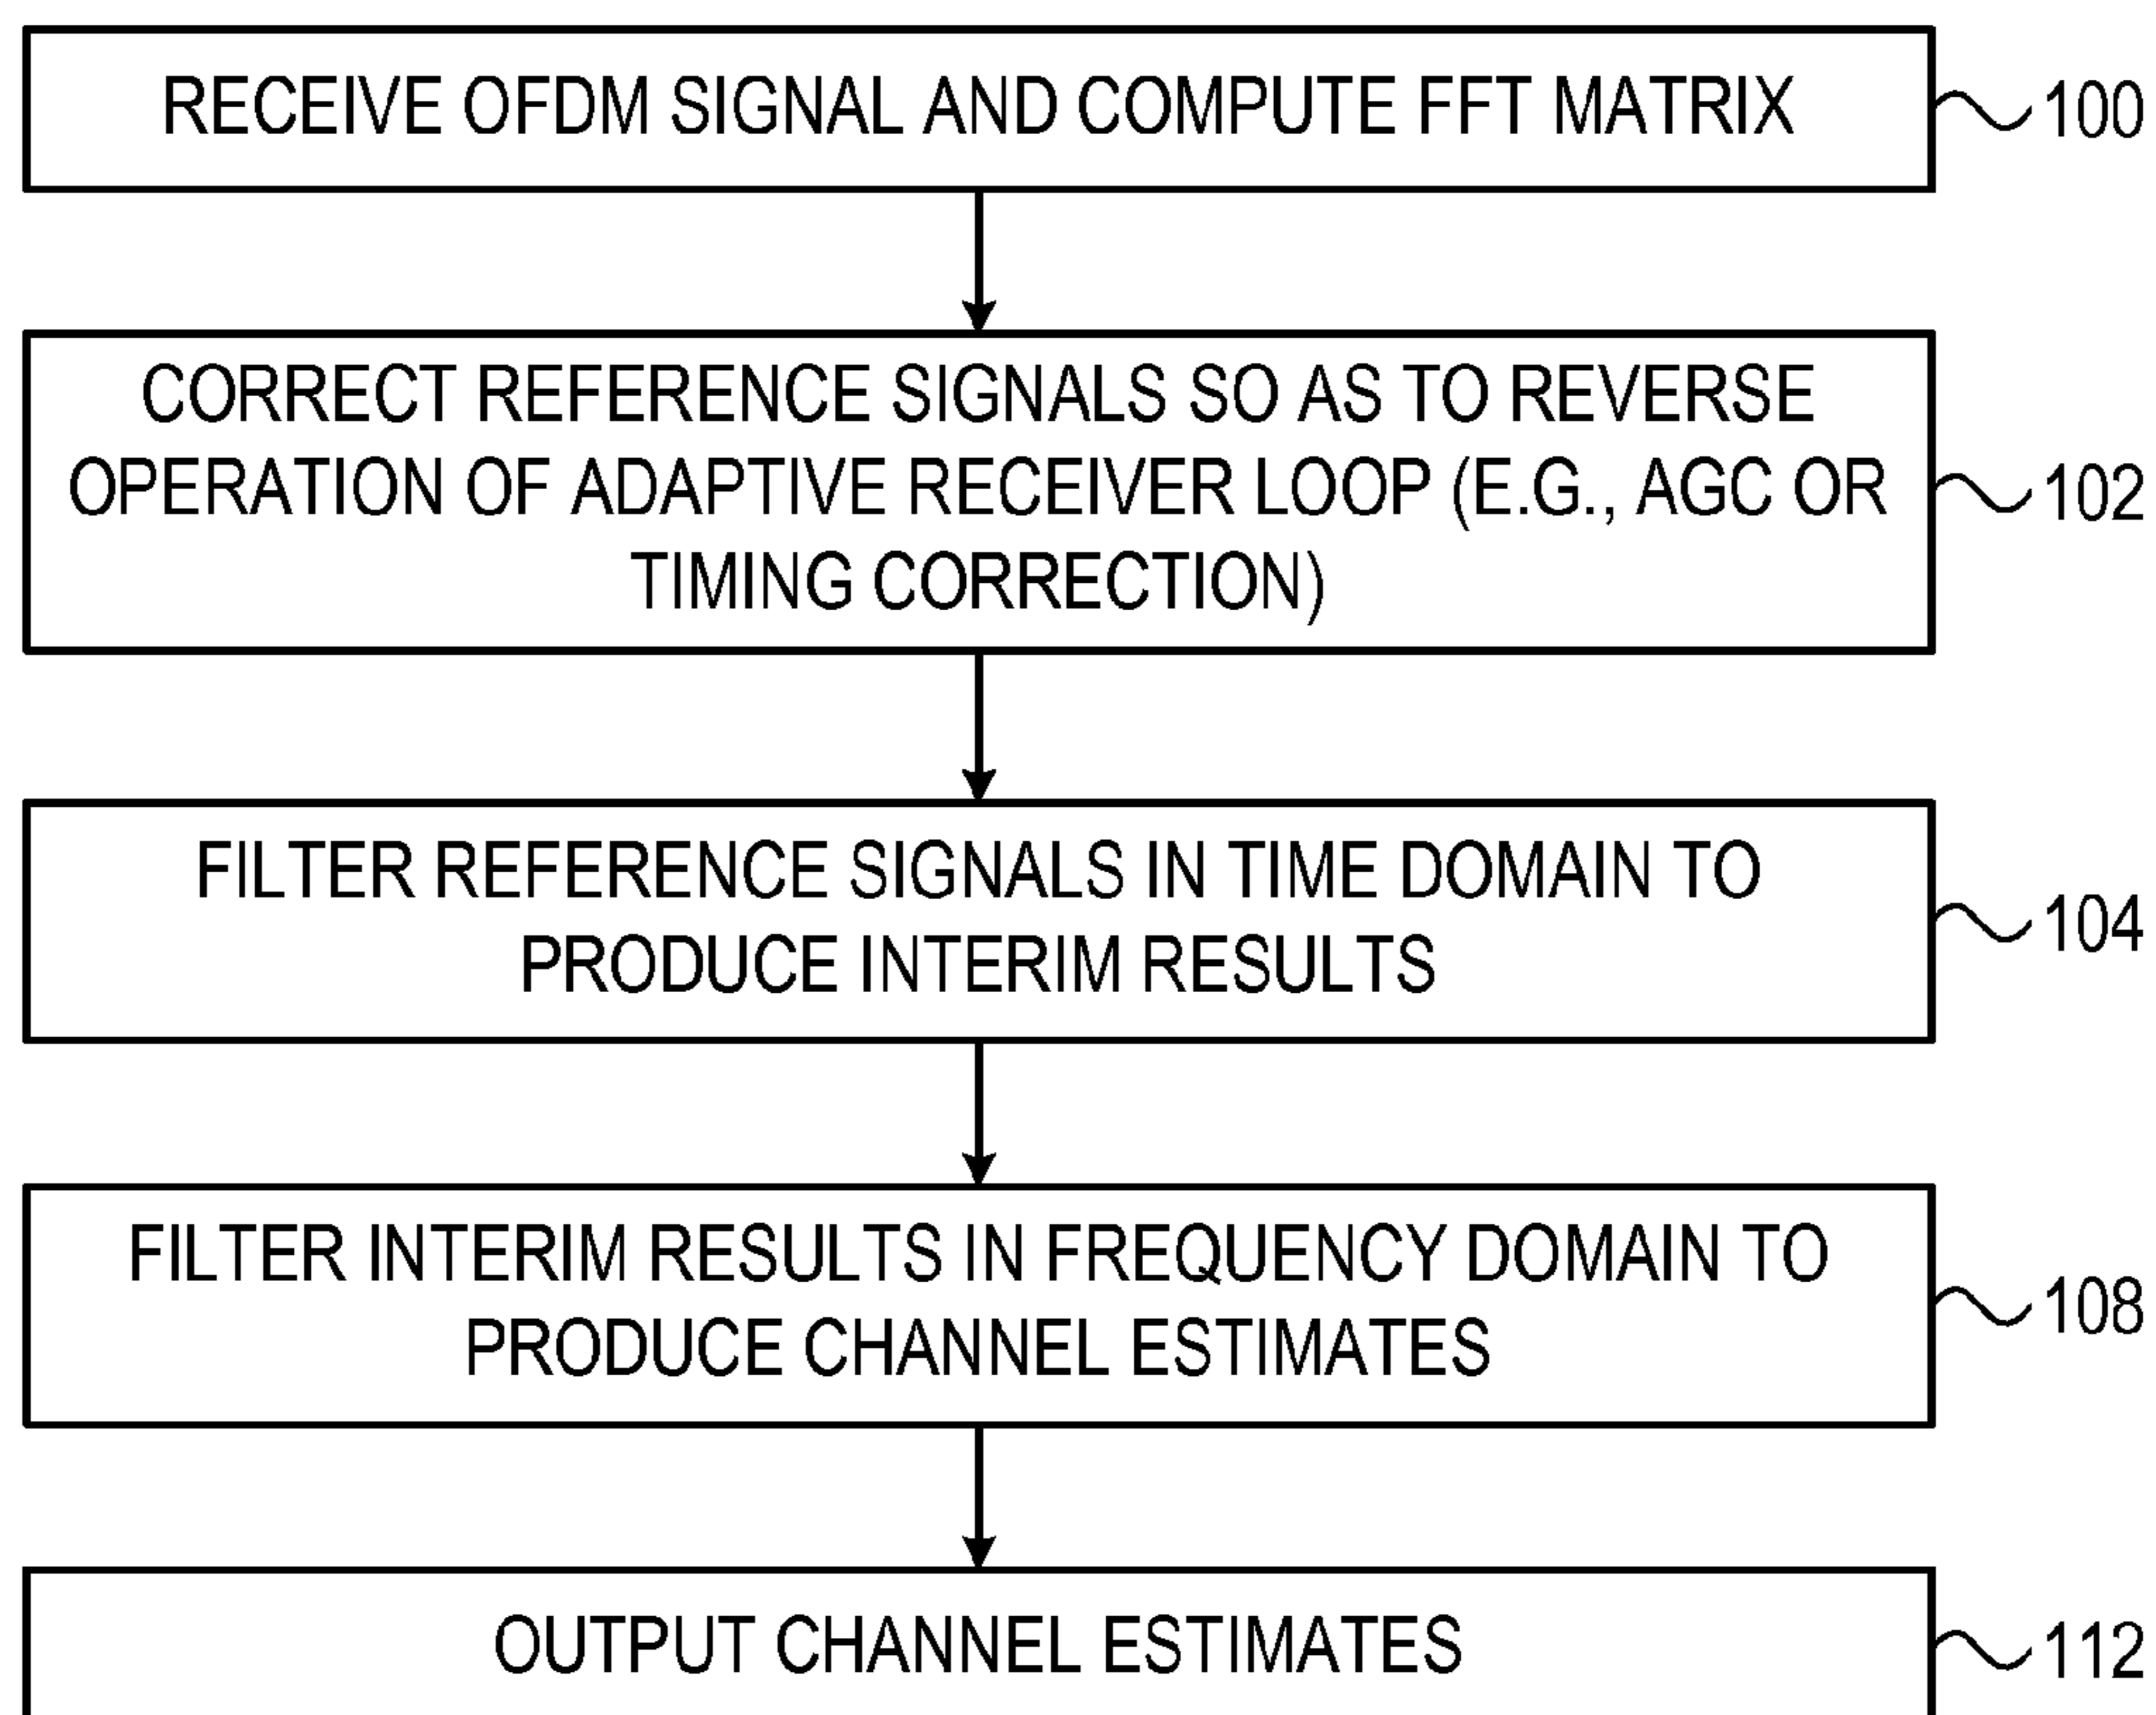 RECEIVE OFDM SIGNAL AND COMPUTE FFT MATRIX
100
CORRECT REFERENCE SIGNALS SO AS TO REVERSE
OPERATION OF ADAPTIVE RECEIVER LOOP (E.G., AGC OR
TIMING CORRECTION)
102
FILTER REFERENCE SIGNALS IN TIME DOMAIN TO
PRODUCE INTERIM RESULTS
104
FILTER INTERIM RESULTS IN FREQUENCY DOMAIN TO
PRODUCE CHANNEL ESTIMATES
108
OUTPUT CHANNEL ESTIMATES
112